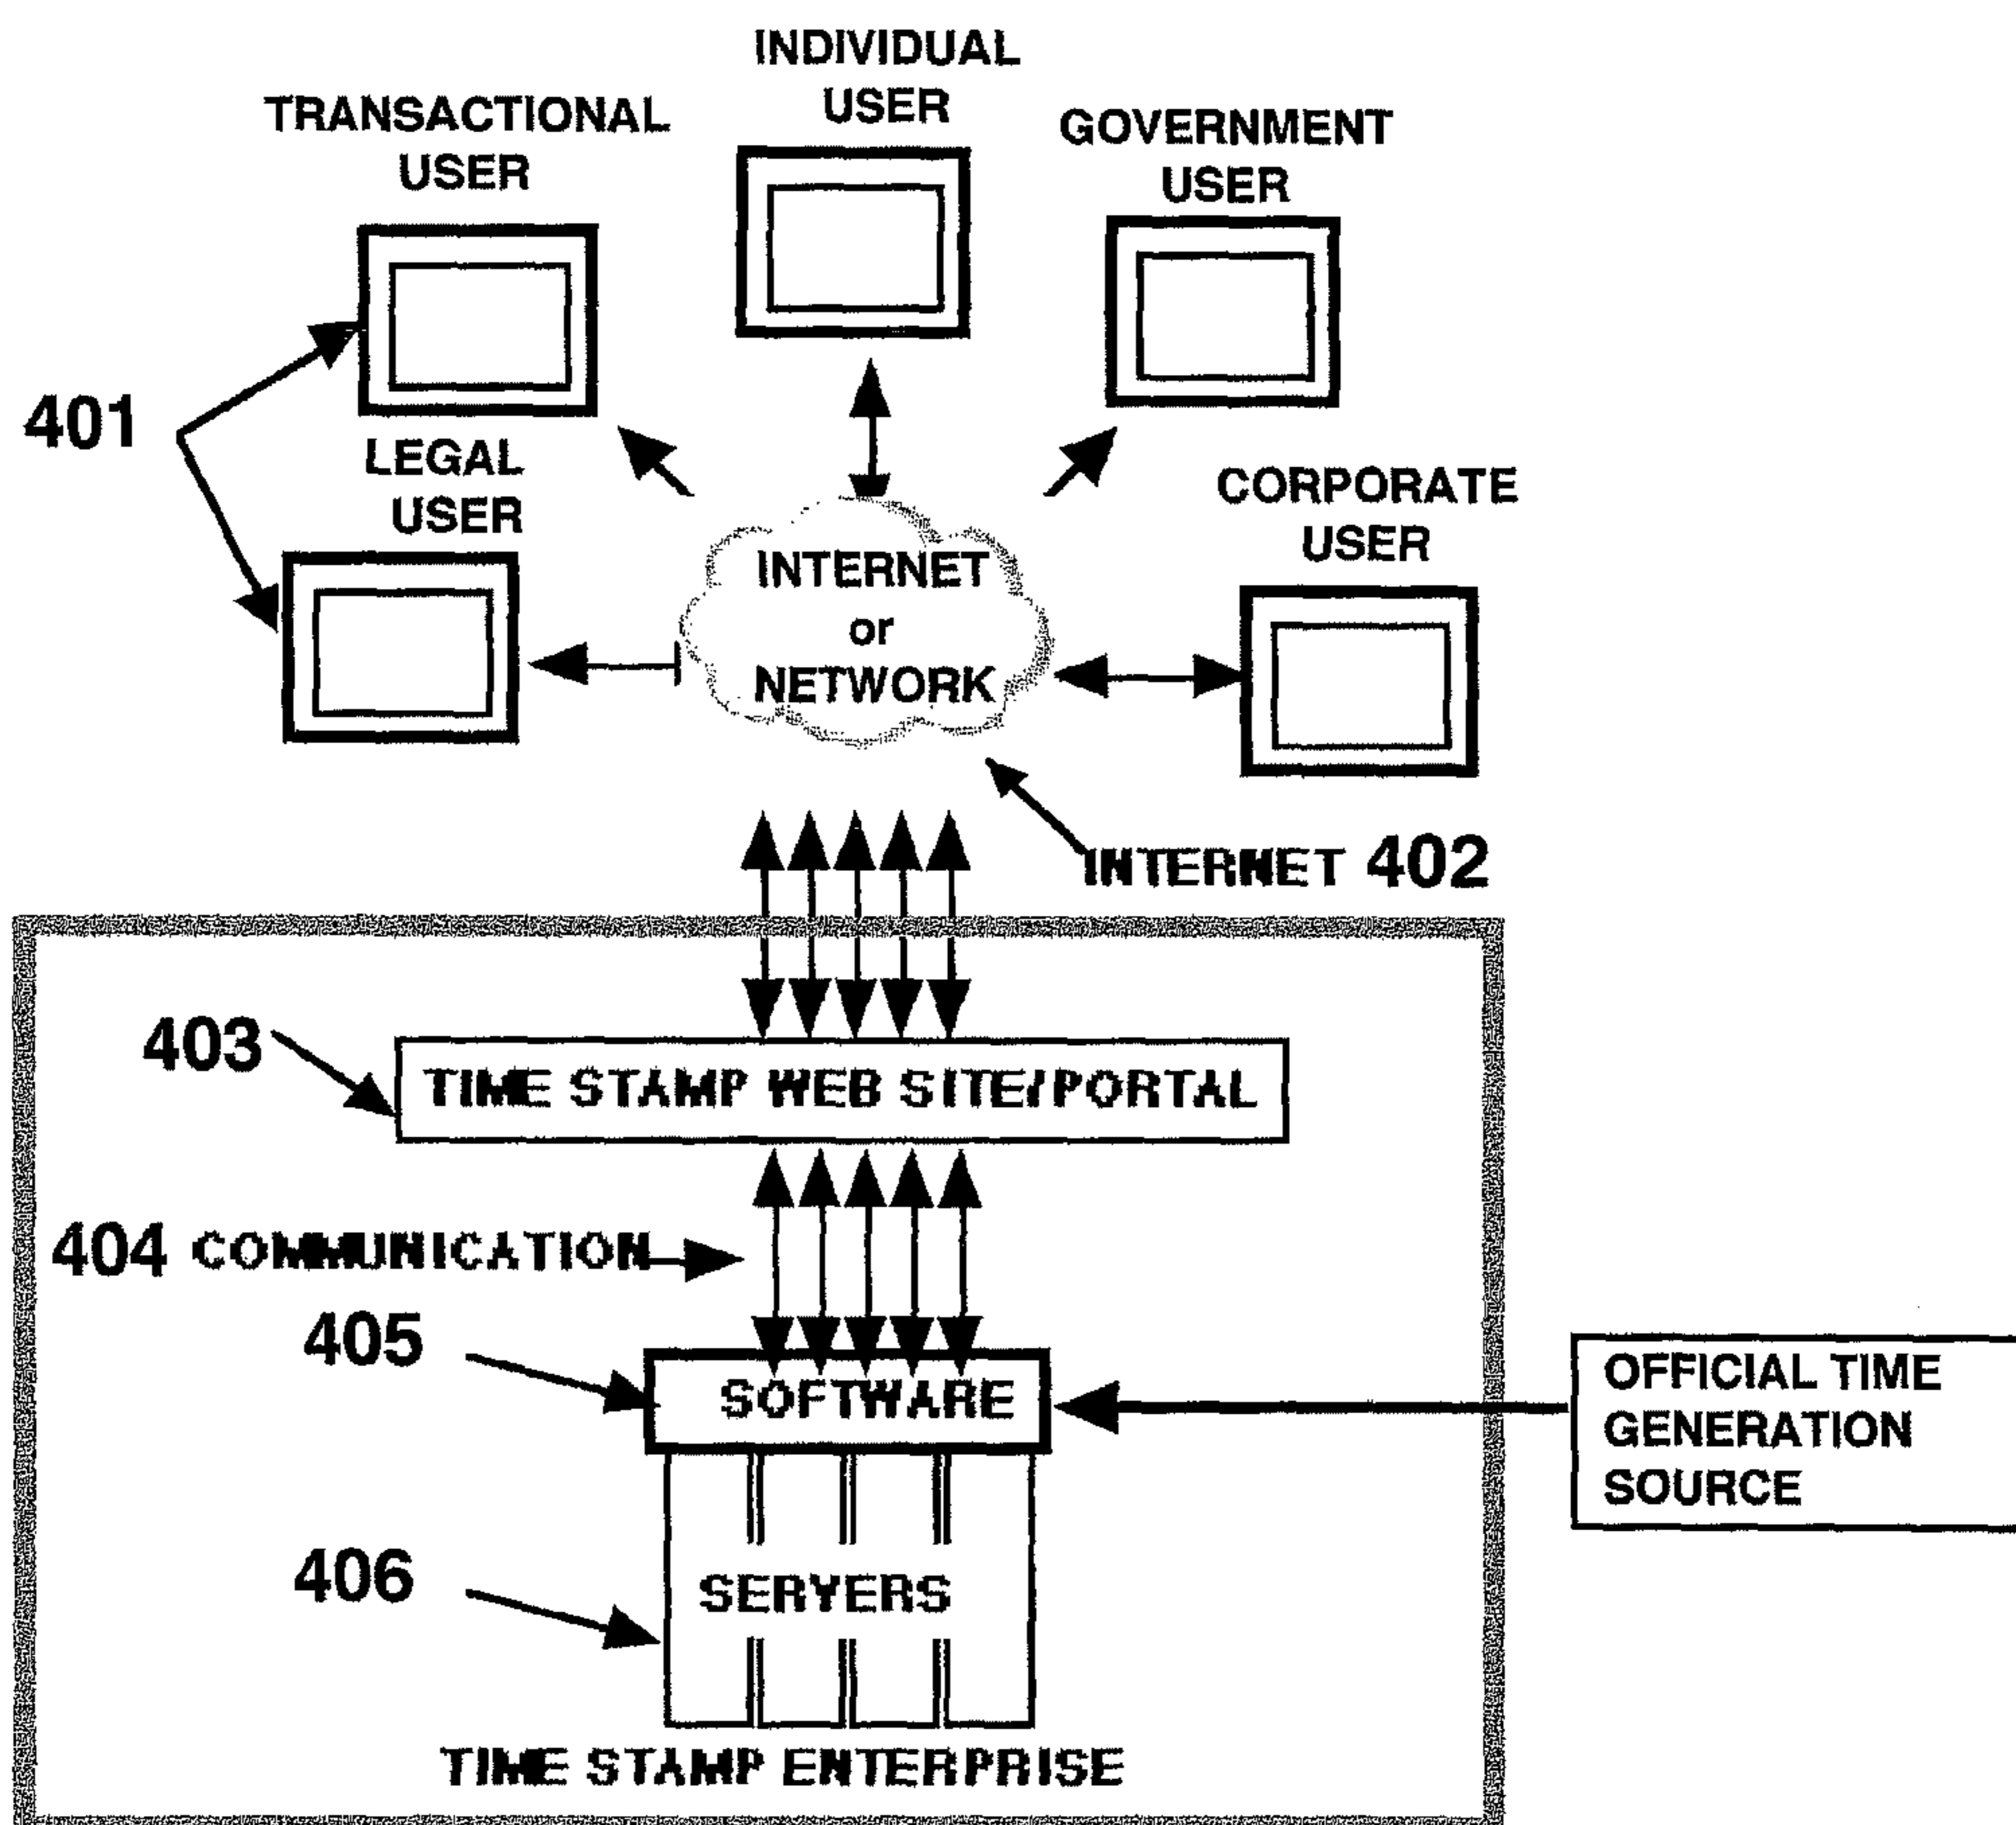 INDIVIDUAL
USER
TRANSACTIONAL
USER
GOVERNMENT
USER
401
LEGAL
USER
CORPORATE
USER
INTERNET
or
NETWORK
INTERNET 402
403
TIME STAMP WEB SITE/PORTAL
404 COMMUNICATION
405
SOFTWARE
OFFICIAL TIME
GENERATION
SOURCE
406
SERVERS
TIME STAMP ENTERPRISE